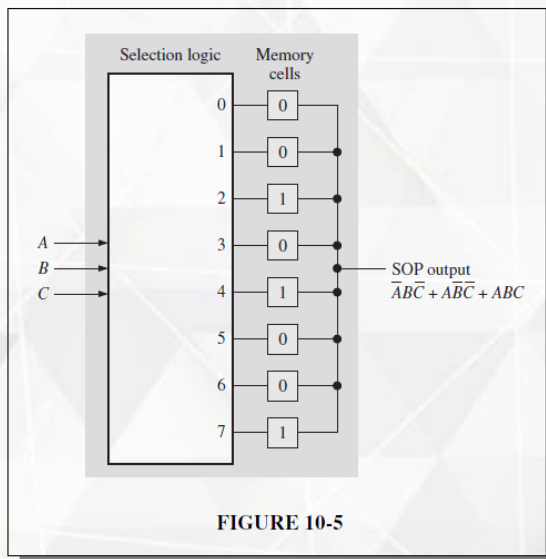 Selection logic
Memory
cells
0 0
1 0
2 1
A
3 0
B
SOP output
C
4 1
A̅BC̅ + AB̅C̅ + ABC
5 0
6 0
7 1
FIGURE 10-5